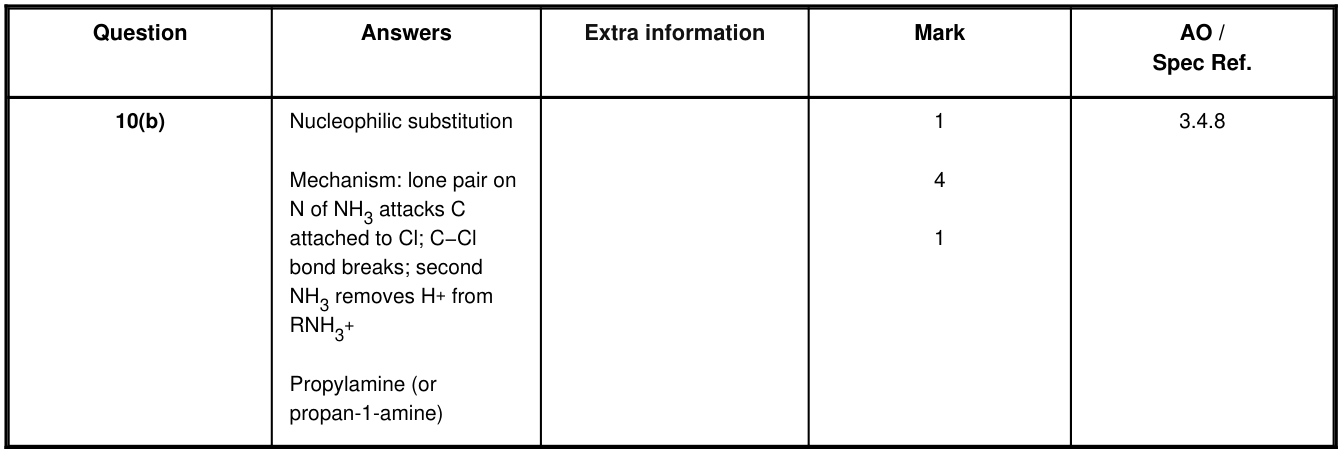 Question Answers Extra information Mark AO /
Spec Ref.
10(b) Nucleophilic substitution 1 3.4.8
Mechanism: lone pair on 4
N of NH₃ attacks C
attached to Cl; C–Cl 1
bond breaks; second
NH₃ removes H⁺ from
RNH₃⁺
Propylamine (or
propan-1-amine)